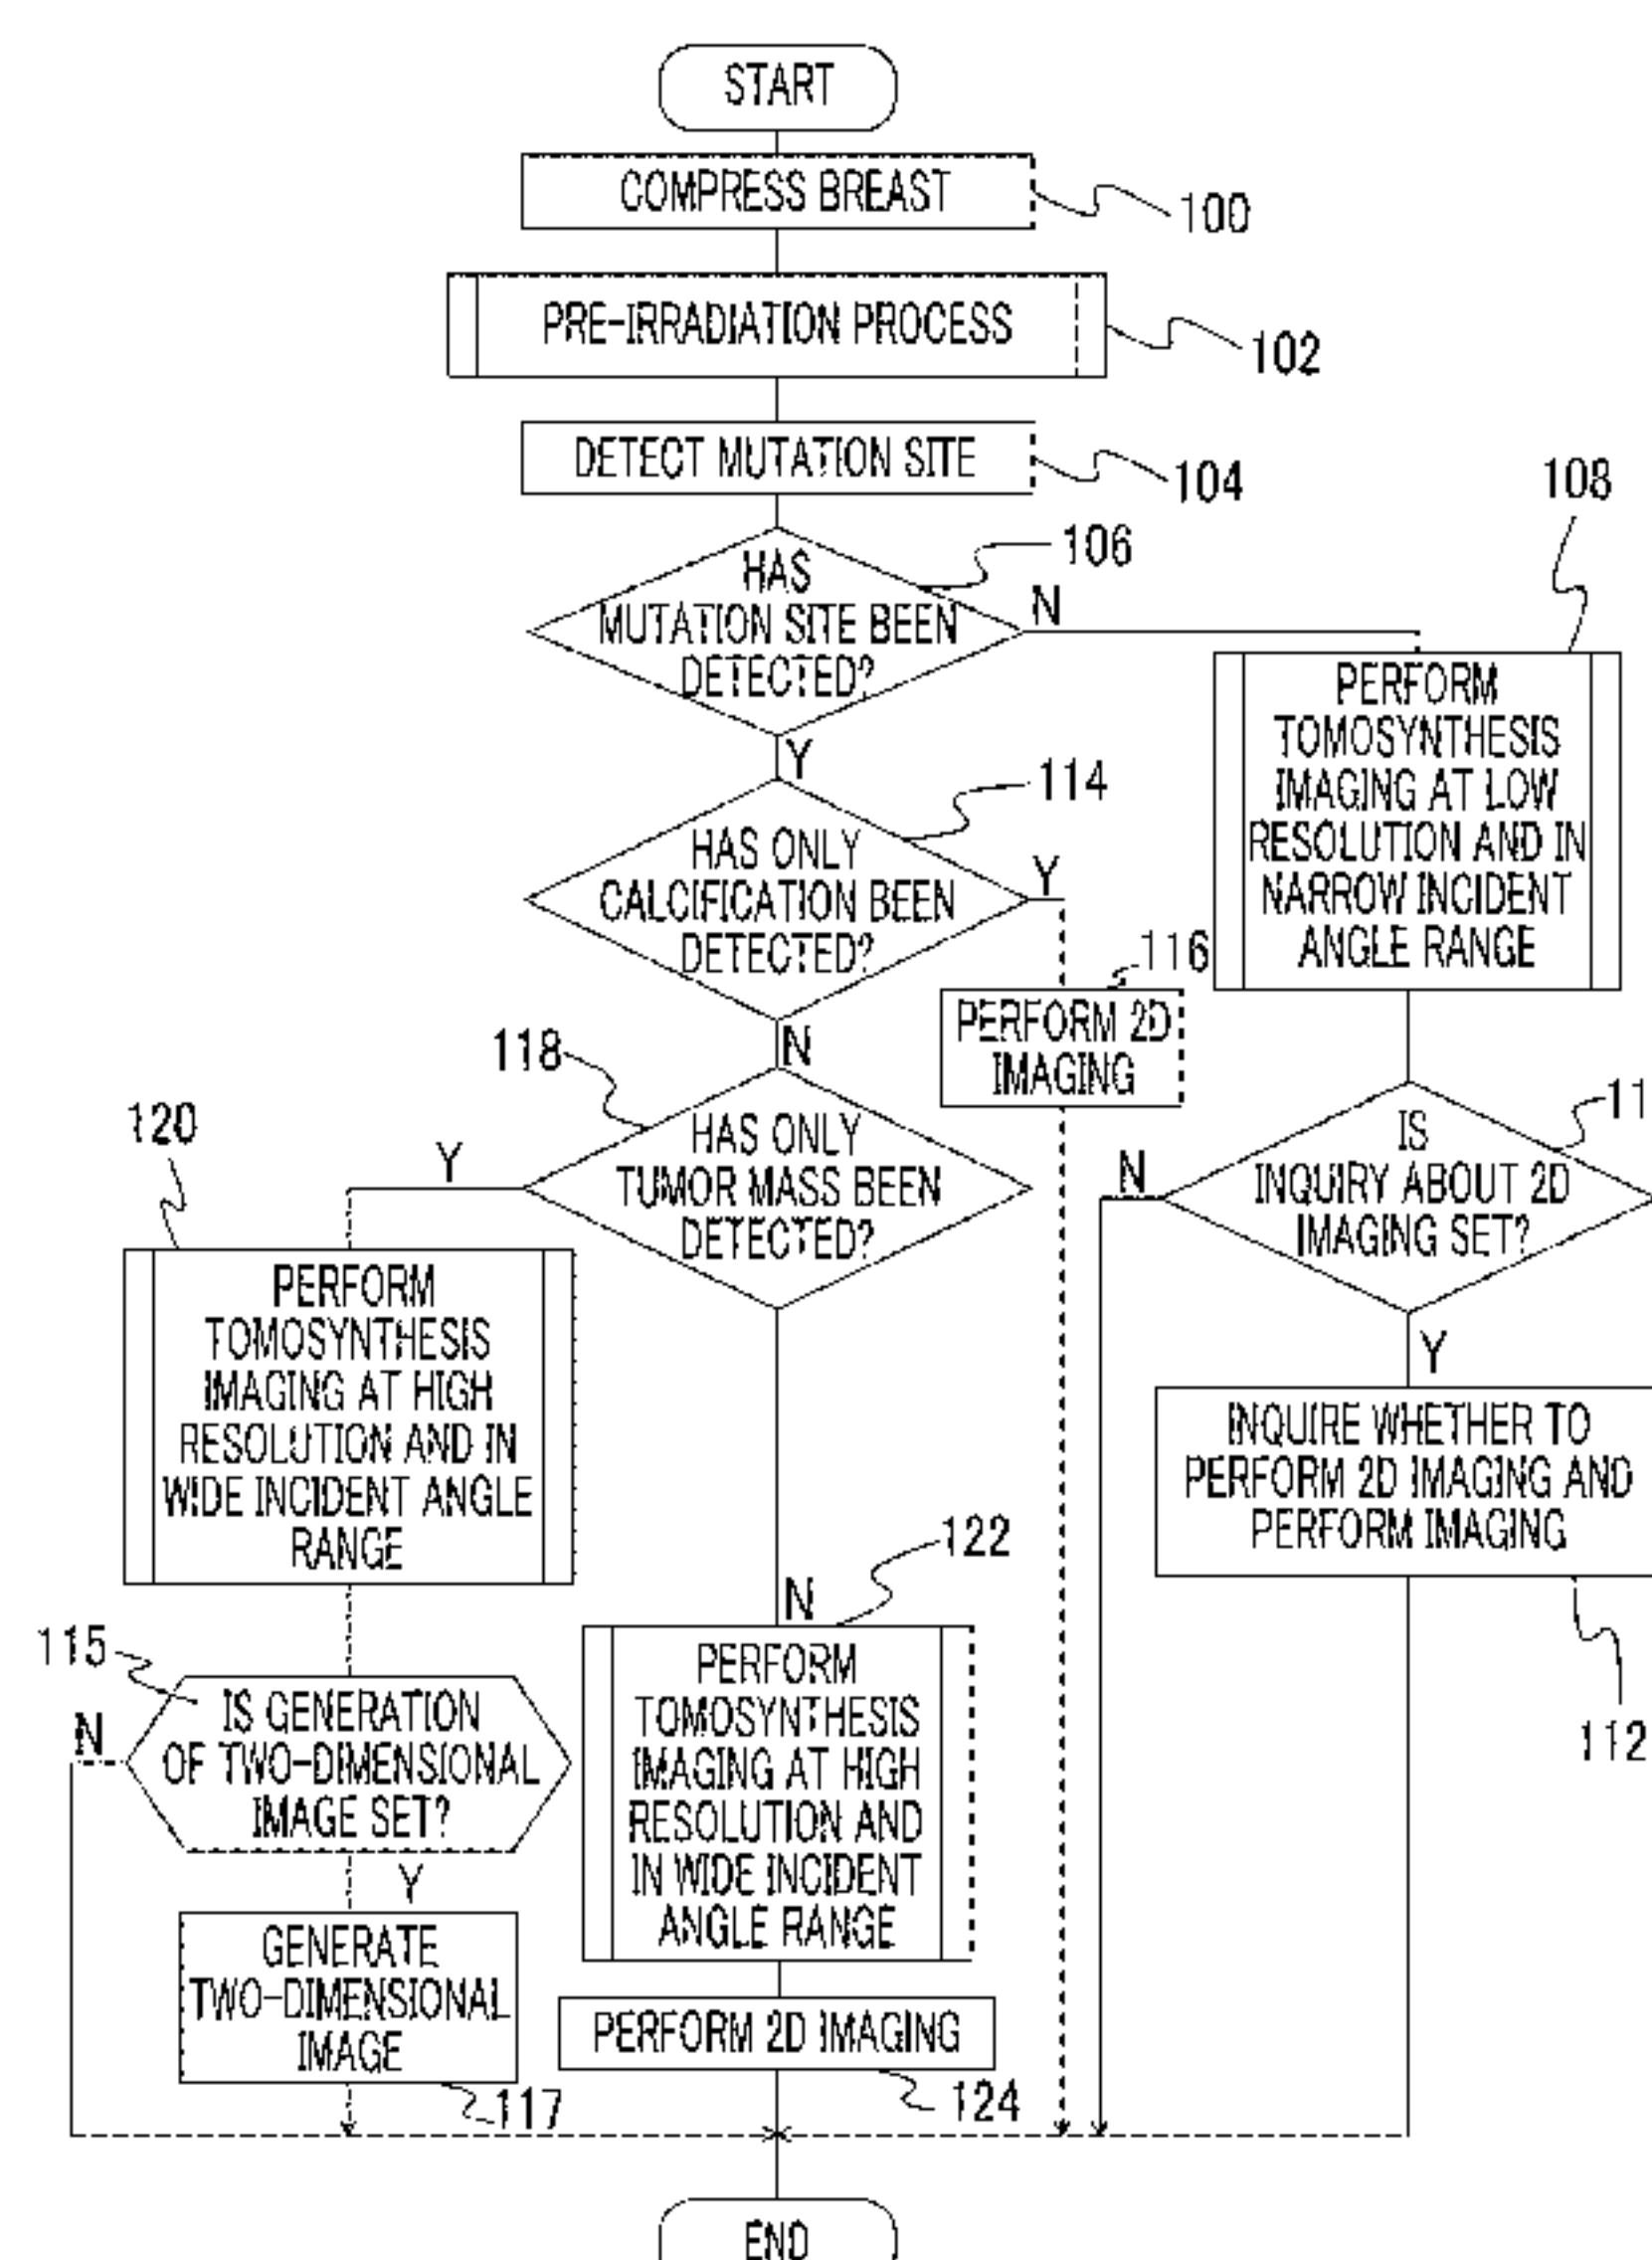 START
COMPRESS BREAST
100
PRE-IRRADIATION PROCESS
102
DETECT MUTATION SITE
104
108
106
HAS
MUTATION SITE BEEN
DETECTED?
N
Y
PERFORM
TOMOSYNTHESIS
IMAGING AT LOW
RESOLUTION AND IN
NARROW INCIDENT
ANGLE RANGE
114
HAS ONLY
CALCIFICATION BEEN
DETECTED?
Y
N
116
PERFORM 2D
IMAGING
118
HAS ONLY
TUMOR MASS BEEN
DETECTED?
Y
N
11
IS
INQUIRY ABOUT 2D
IMAGING SET?
N
Y
120
PERFORM
TOMOSYNTHESIS
IMAGING AT HIGH
RESOLUTION AND IN
WIDE INCIDENT ANGLE
RANGE
INQUIRE WHETHER TO
PERFORM 2D IMAGING AND
PERFORM IMAGING
112
122
PERFORM
TOMOSYNTHESIS
IMAGING AT HIGH
RESOLUTION AND
IN WIDE INCIDENT
ANGLE RANGE
115
IS GENERATION
OF TWO-DIMENSIONAL
IMAGE SET?
N
Y
GENERATE
TWO-DIMENSIONAL
IMAGE
117
PERFORM 2D IMAGING
124
END